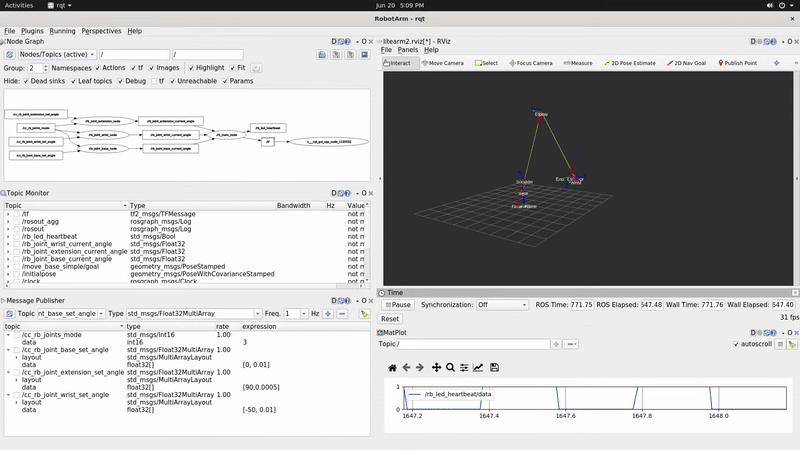 Activities
rqt
Jun 20 5:09 PM
RobotArm - rqt
File Plugins Running Perspectives Help
Node Graph
Nodes/Topics (active) / /
Group: 2 Namespaces Actions tf Images Highlight Fit
Hide: Dead sinks Leaf topics Debug tf Unreachable Params
/rb_led_heartbeat
Topic Monitor
Topic Type Bandwidth Hz Value
/tf tf2_msgs/TFMessage not m
/rosout_agg rosgraph_msgs/Log not m
/rosout rosgraph_msgs/Log not m
/rb_led_heartbeat std_msgs/Bool not m
/rb_joint_wrist_current_angle std_msgs/Float32 not m
/rb_joint_extension_current_angle std_msgs/Float32 not m
/rb_joint_base_current_angle std_msgs/Float32 not m
/move_base_simple/goal geometry_msgs/PoseStamped not m
/initialpose geometry_msgs/PoseWithCovarianceStamped not m
/clock rosgraph_msgs/Clock not m
Message Publisher
Topic nt_base_set_angle Type std_msgs/Float32MultiArray Freq. 1 Hz
topic type rate expression
/cc_rb_joints_mode std_msgs/Int16 1.00
data int16 3
/cc_rb_joint_base_set_angle std_msgs/Float32MultiArray 1.00
layout std_msgs/MultiArrayLayout
data float32[] [0, 0.01]
/cc_rb_joint_extension_set_angle std_msgs/Float32MultiArray 1.00
layout std_msgs/MultiArrayLayout
data float32[] [90,0.0005]
/cc_rb_joint_wrist_set_angle std_msgs/Float32MultiArray 1.00
layout std_msgs/MultiArrayLayout
data float32[] [-50, 0.01]
litearm2.rviz[*] - RViz
File Panels Help
Interact Move Camera Select Focus Camera Measure 2D Pose Estimate 2D Nav Goal Publish Point
Elbow
Shoulder
Wrist
Time
Pause Synchronization: Off ROS Time: 771.75 ROS Elapsed: 547.48 Wall Time: 771.76 Wall Elapsed: 547.40
Reset 31 fps
MatPlot
Topic / autoscroll
1
/rb_led_heartbeat/data
0
1647.2 1647.4 1647.6 1647.8 1648.0